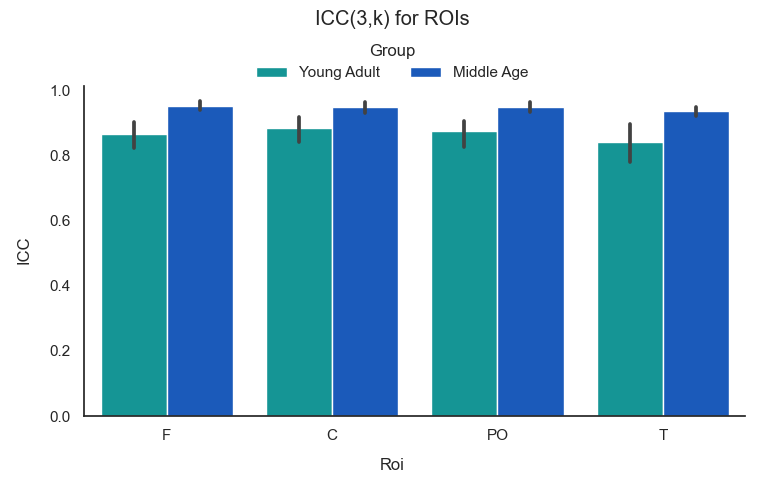 ICC(3,k) for ROIs
Group
Young Adult Middle Age
1.0
0.8
0.6
0.4
0.2
0.0
ICC
F C PO T
Roi